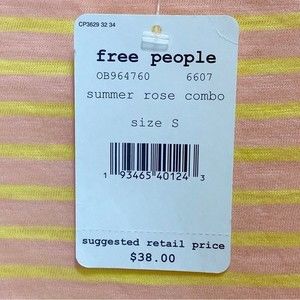 CP3629 32 34
free people
OB964760 6607
summer rose combo
size S
1 93465 40124 3
suggested retail price
$38.00